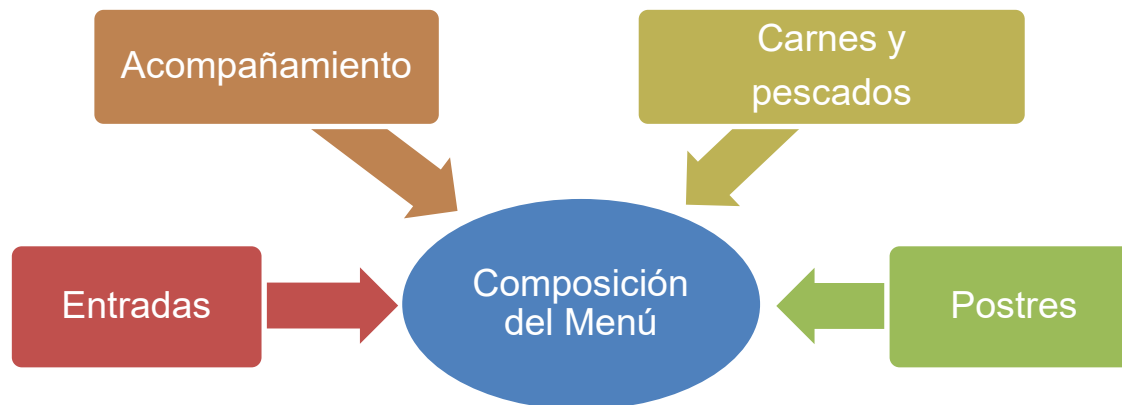 Acompañamiento
Carnes y
pescados
Entradas
Composición
del Menú
Postres